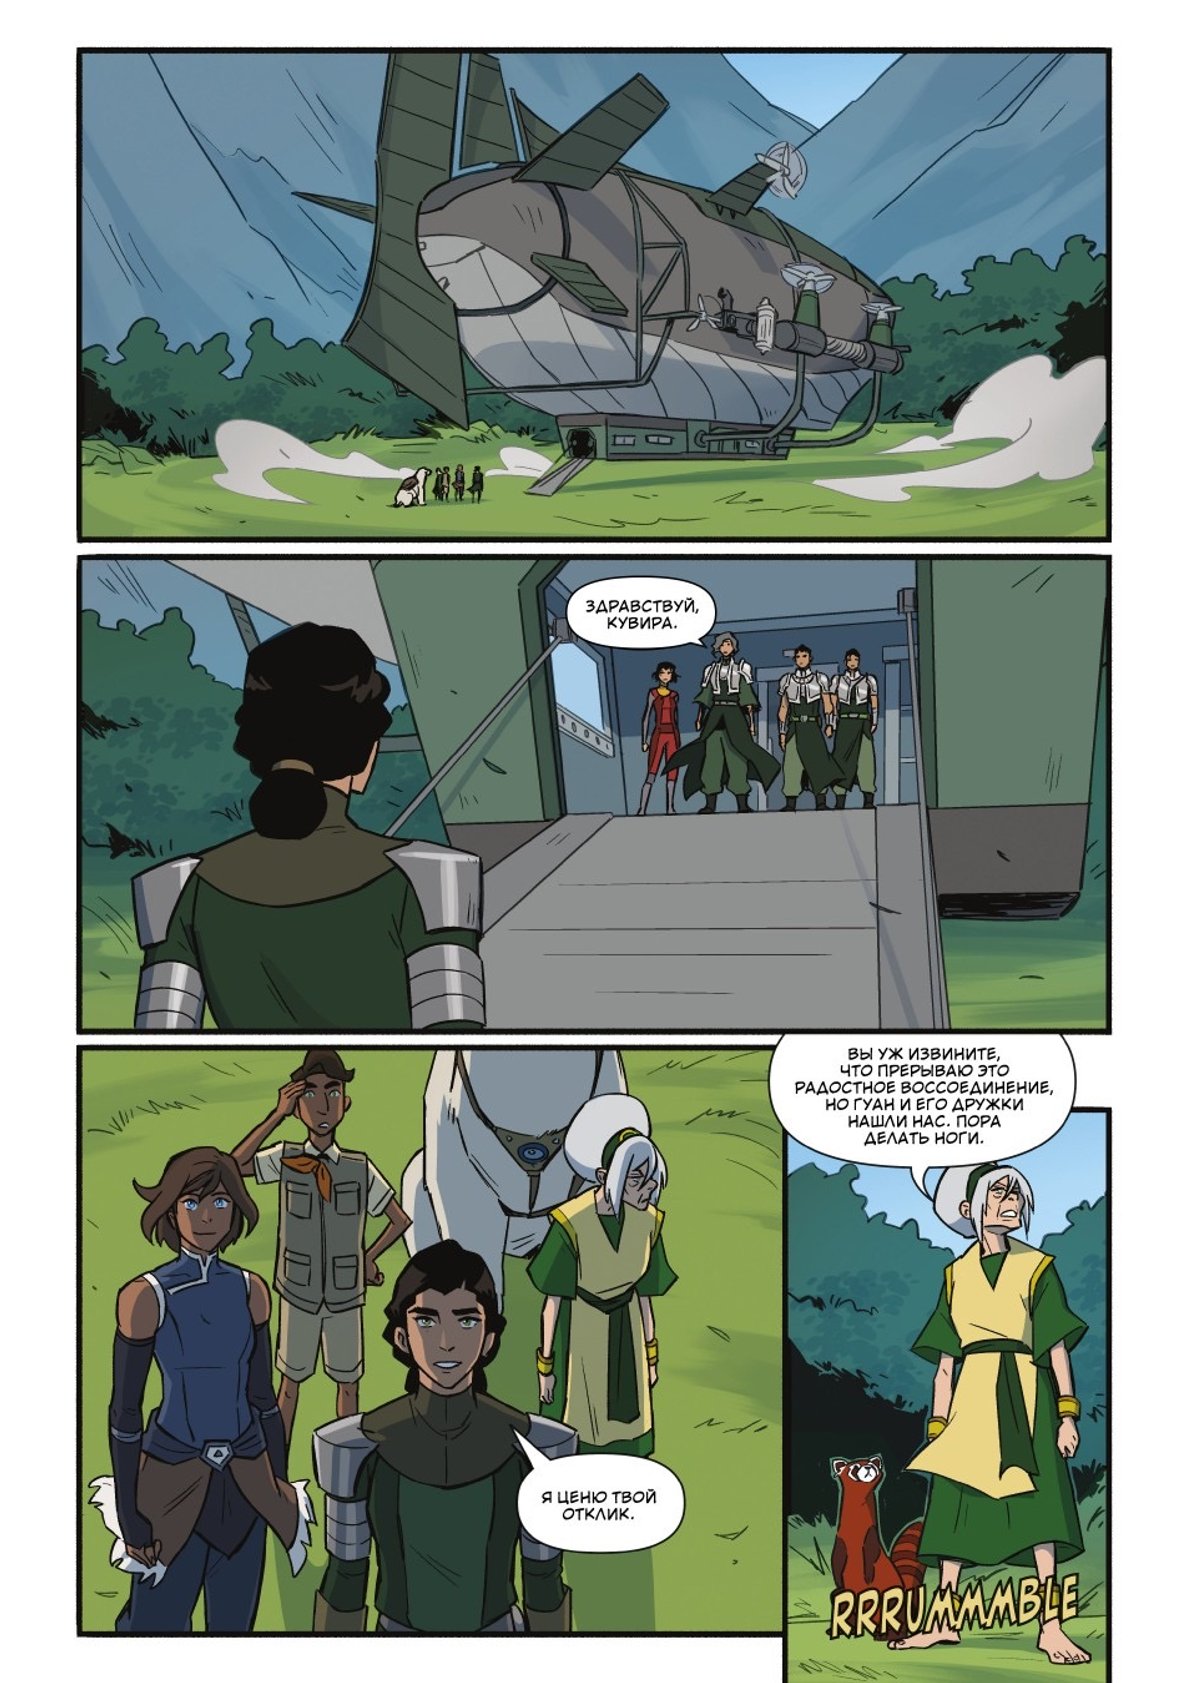 ЗДРАВСТВУЙ,
КУВИРА.
ВЫ УЖ ИЗВИНИТЕ,
ЧТО ПРЕРЫВАЮ ЭТО
РАДОСТНОЕ ВОССОЕДИНЕНИЕ,
НО ГУАН И ЕГО ДРУЖКИ
НАШЛИ НАС. ПОРА
ДЕЛАТЬ НОГИ.
Я ЦЕНЮ ТВОЙ
ОТКЛИК.
RRRUMMMBLE